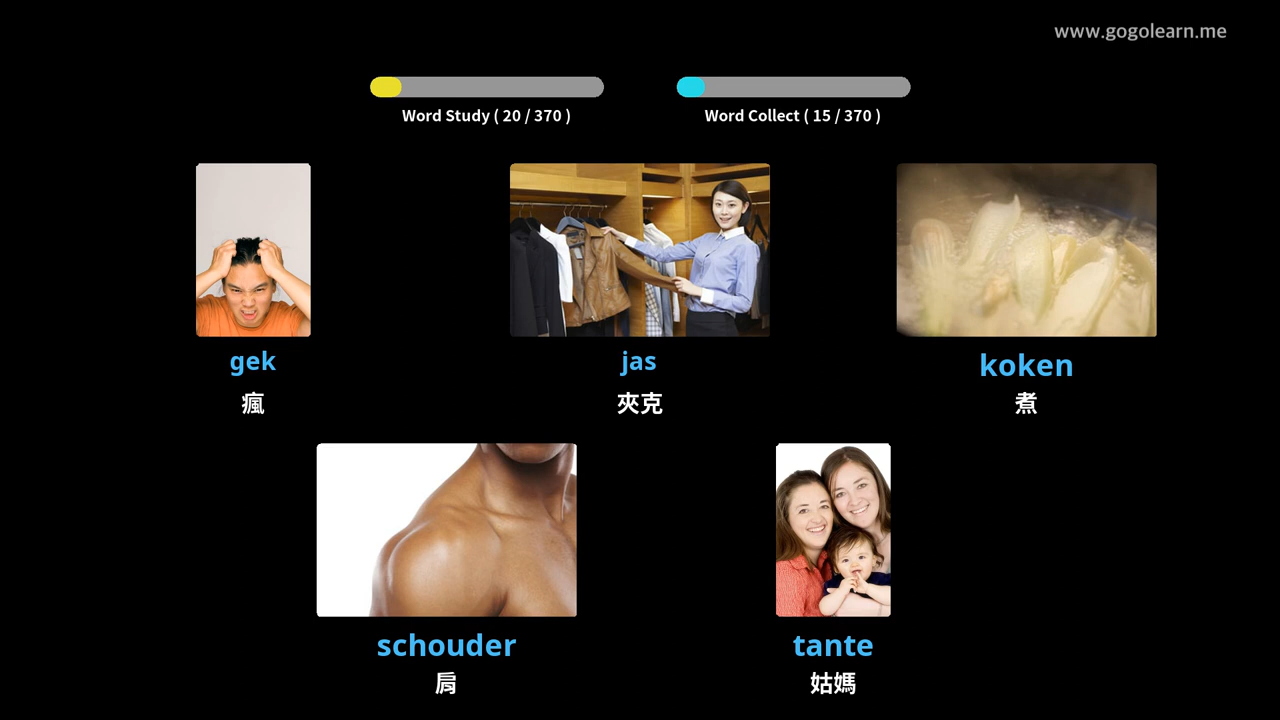 www.gogolearn.me
Word Study ( 20 / 370 )
Word Collect ( 15 / 370 )
gek
瘋
jas
夾克
koken
煮
schouder
肩
tante
姑媽